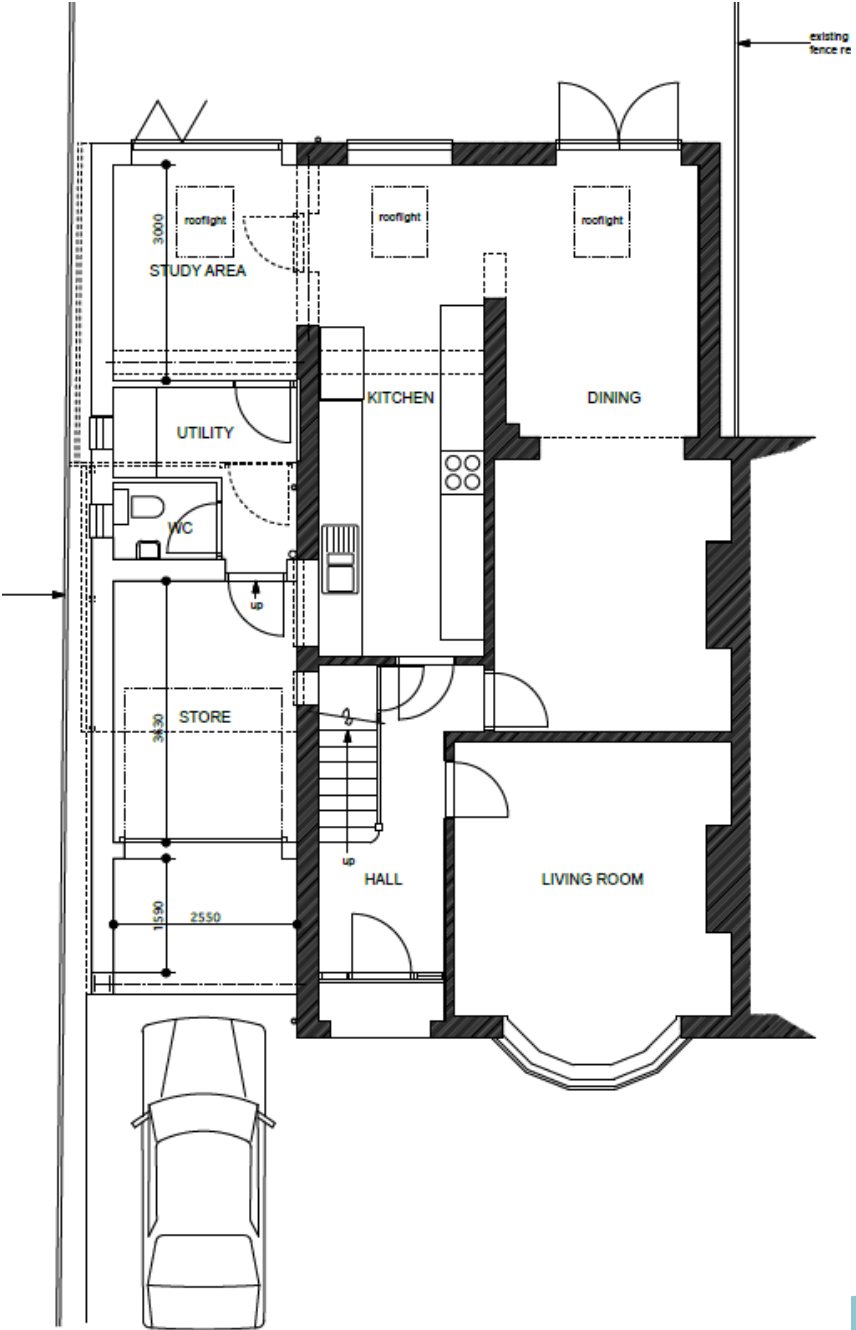 existing
fence re
rooflight
rooflight
rooflight
3000
STUDY AREA
KITCHEN
DINING
UTILITY
WC
up
STORE
3630
up
HALL
LIVING ROOM
1590
2550